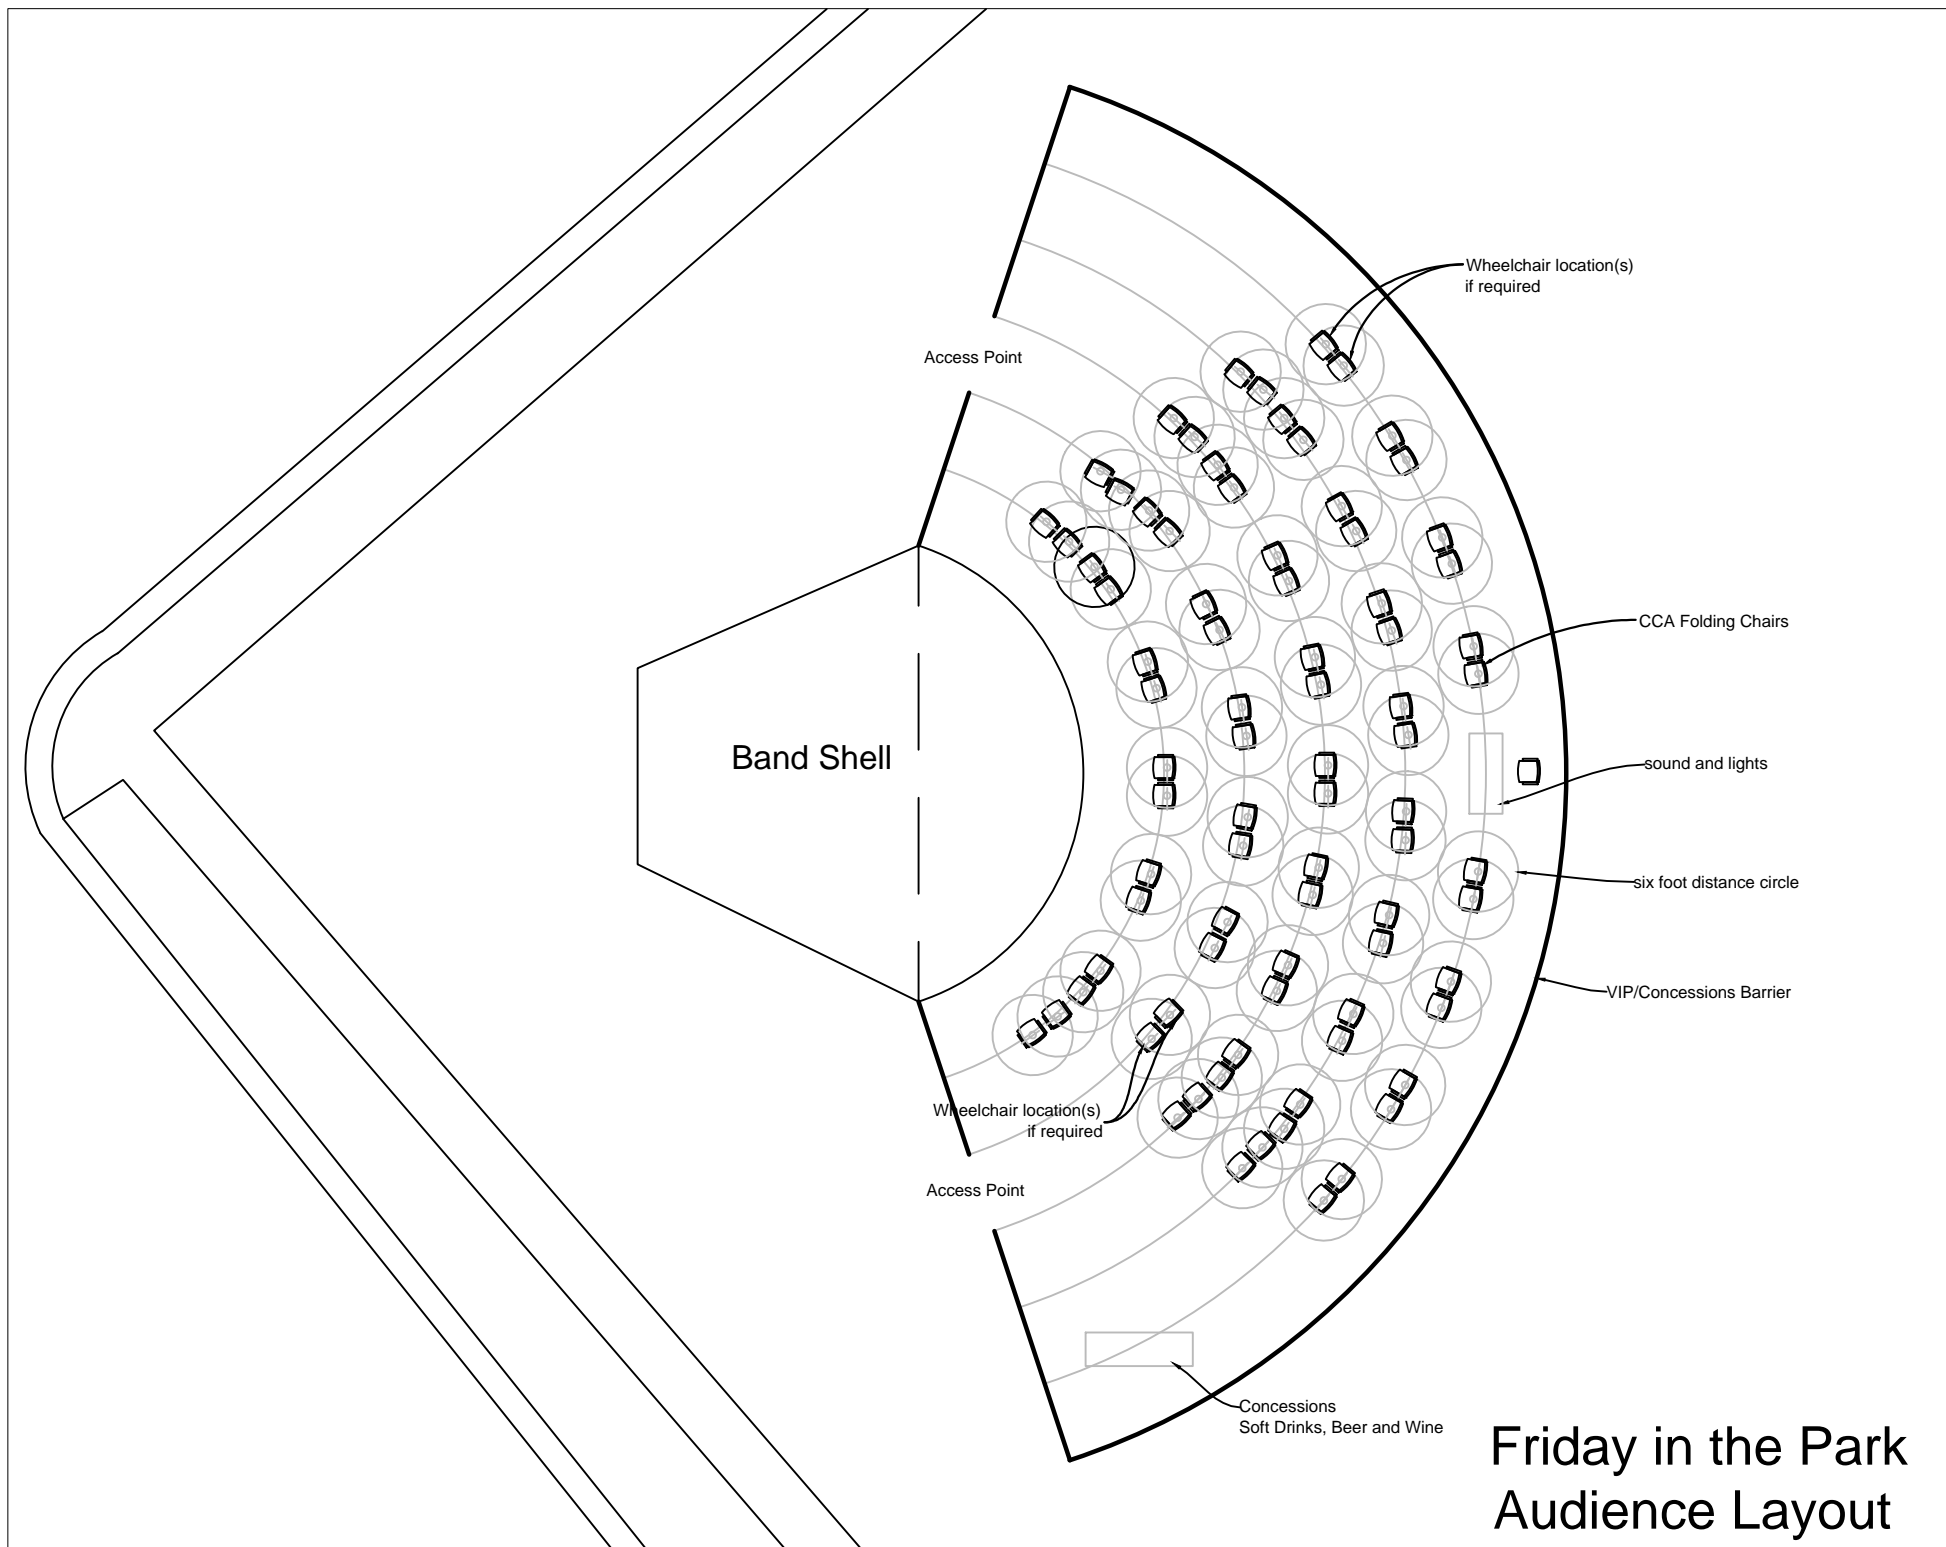 Wheelchair location(s)
if required
Access Point
CCA Folding Chairs
Band Shell
sound and lights
six foot distance circle
VIP/Concessions Barrier
Wheelchair location(s)
if required
Access Point
Concessions
Soft Drinks, Beer and Wine
Friday in the Park
Audience Layout